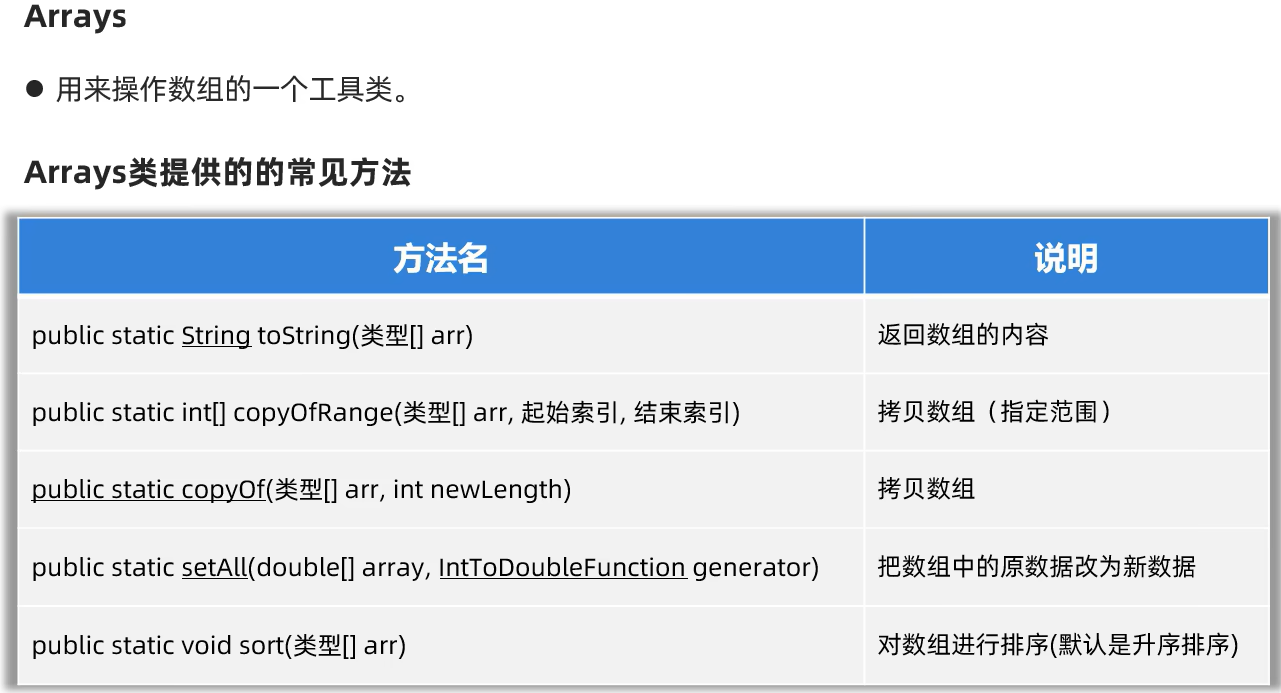 Arrays
● 用来操作数组的一个工具类。
Arrays类提供的的常见方法
方法名 说明
public static String toString(类型[] arr) 返回数组的内容
public static int[] copyOfRange(类型[] arr, 起始索引, 结束索引) 拷贝数组（指定范围）
public static copyOf(类型[] arr, int newLength) 拷贝数组
public static setAll(double[] array, IntToDoubleFunction generator) 把数组中的原数据改为新数据
public static void sort(类型[] arr) 对数组进行排序(默认是升序排序)